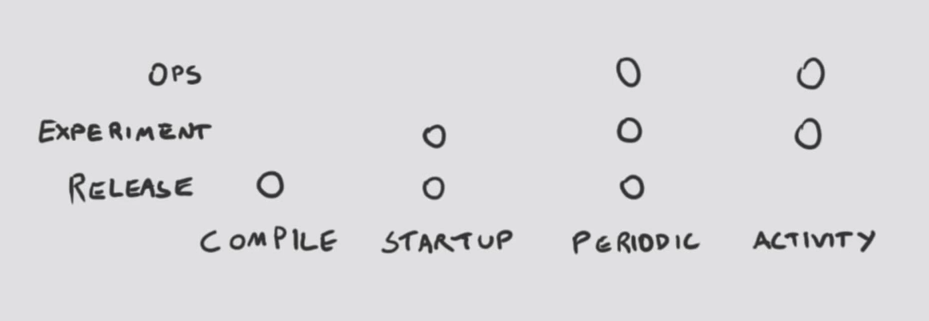 OPS
EXPERIMENT
RELEASE
COMPILE STARTUP PERIODIC ACTIVITY